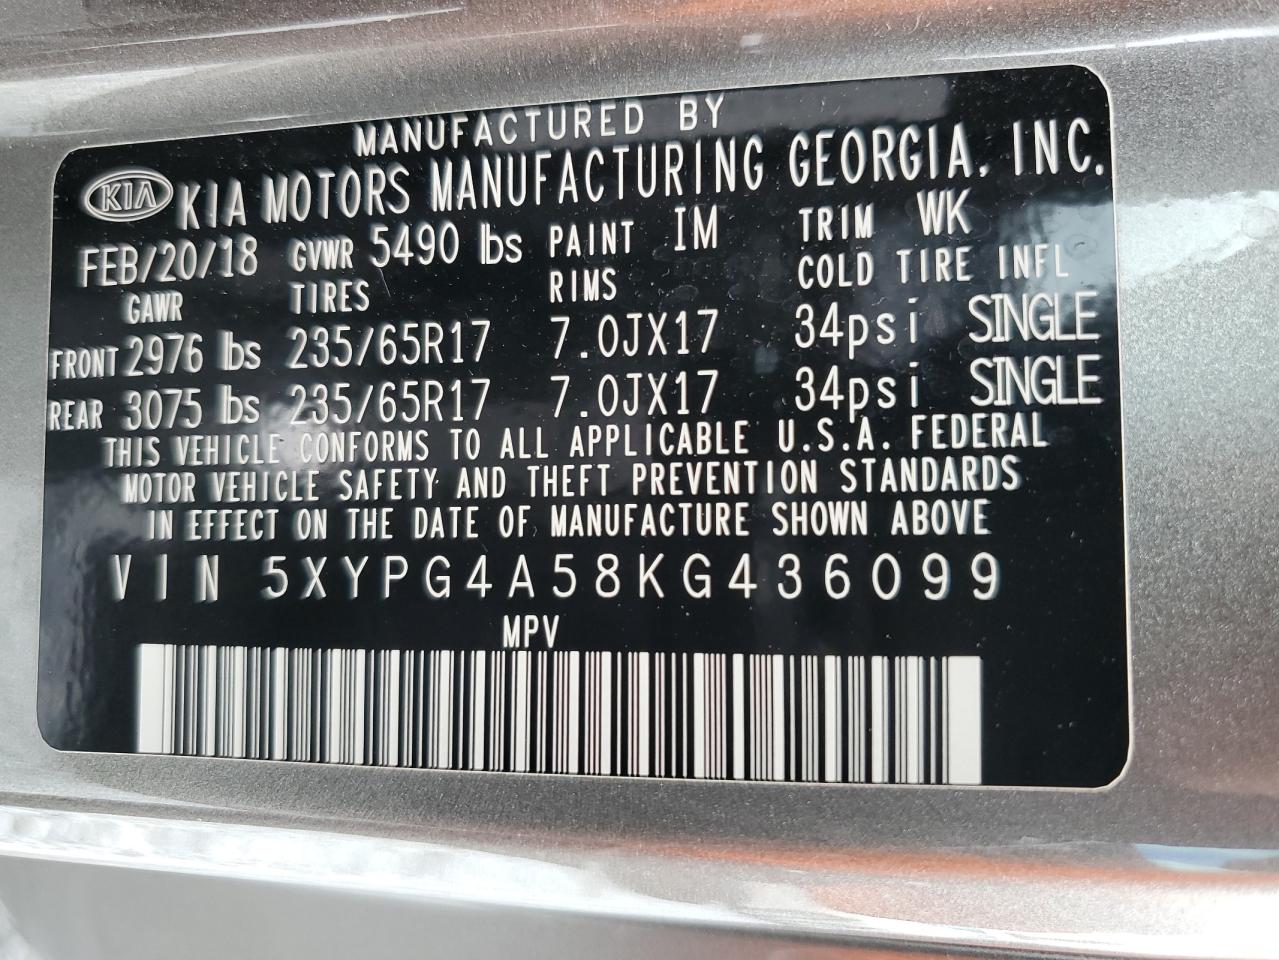 MANUFACTURED BY
KIA KIA MOTORS MANUFACTURING GEORGIA, INC.
FEB/20/18 GVWR 5490 lbs PAINT IM TRIM WK
GAWR TIRES RIMS COLD TIRE INFL
FRONT 2976 lbs 235/65R17 7.0JX17 34psi SINGLE
REAR 3075 lbs 235/65R17 7.0JX17 34psi SINGLE
THIS VEHICLE CONFORMS TO ALL APPLICABLE U.S.A. FEDERAL
MOTOR VEHICLE SAFETY AND THEFT PREVENTION STANDARDS
IN EFFECT ON THE DATE OF MANUFACTURE SHOWN ABOVE
VIN 5XYPG4A58KG436099
MPV